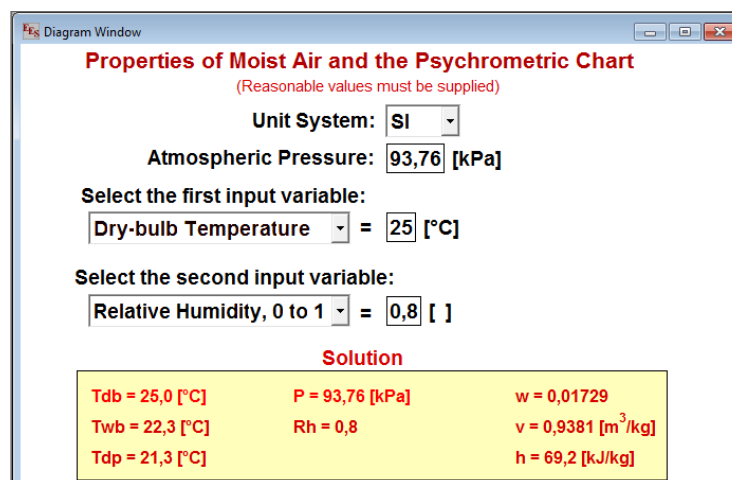 EES Diagram Window
Properties of Moist Air and the Psychrometric Chart
(Reasonable values must be supplied)
Unit System: SI
Atmospheric Pressure: 93,76 [kPa]
Select the first input variable:
Dry-bulb Temperature = 25 [°C]
Select the second input variable:
Relative Humidity, 0 to 1 = 0,8 [ ]
Solution
Tdb = 25,0 [°C] P = 93,76 [kPa] w = 0,01729
Twb = 22,3 [°C] Rh = 0,8 v = 0,9381 [m³/kg]
Tdp = 21,3 [°C] h = 69,2 [kJ/kg]